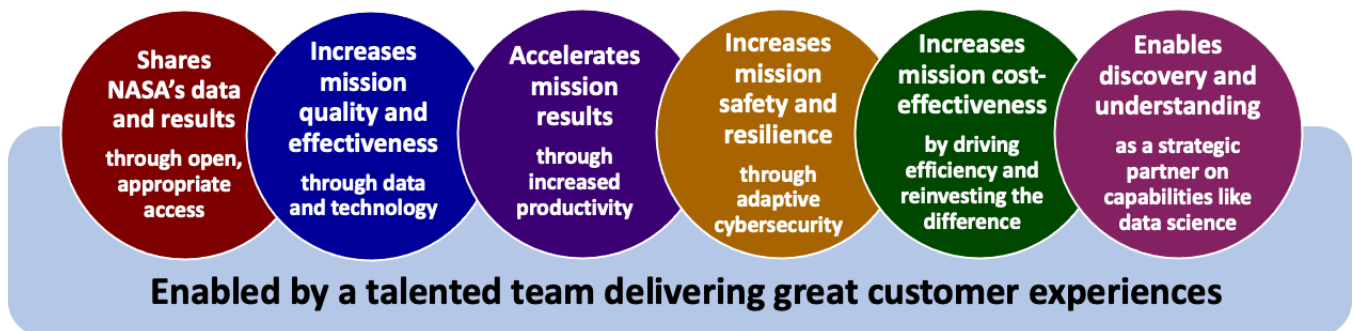 Shares
NASA's data
and results
through open,
appropriate
access
Increases
mission
quality and
effectiveness
through data
and technology
Accelerates
mission
results
through
increased
productivity
Increases
mission
safety and
resilience
through
adaptive
cybersecurity
Increases
mission cost-
effectiveness
by driving
efficiency and
reinvesting the
difference
Enables
discovery and
understanding
as a strategic
partner on
capabilities like
data science
Enabled by a talented team delivering great customer experiences